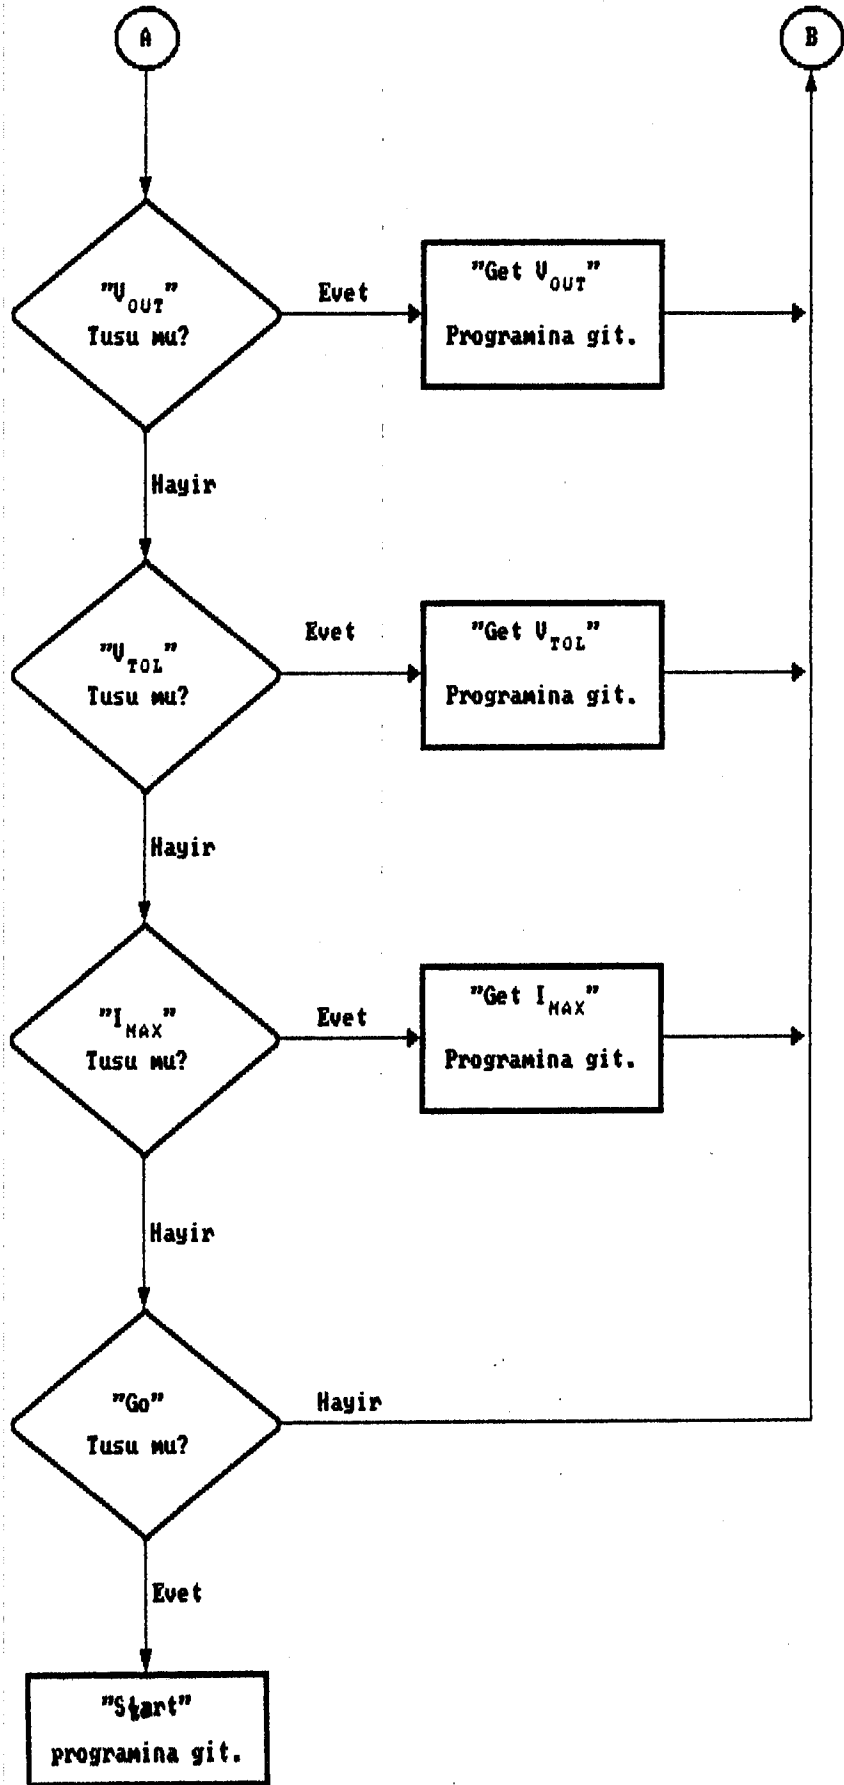 A
B
"V_OUT"
Tusu mu?
Evet
"Get V_OUT"
Programina git.
Hayir
"V_TOL"
Tusu mu?
Evet
"Get V_TOL"
Programina git.
Hayir
"I_MAX"
Tusu mu?
Evet
"Get I_MAX"
Programina git.
Hayir
"Go"
Tusu mu?
Hayir
Evet
"Start"
programina git.